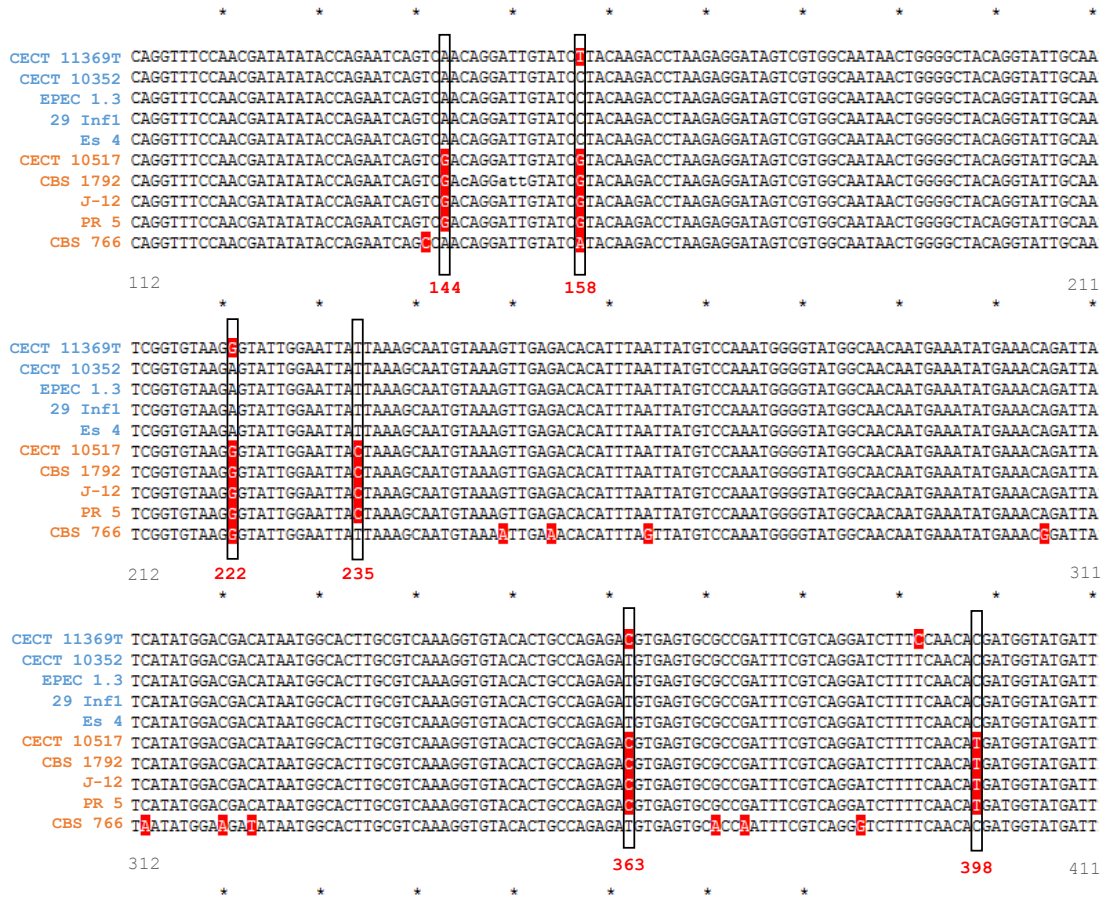 * * * * * * * * * *
CECT 11369T CAGGTTTCCAACGATATATACCAGAATCAGTCAACAGGATTGTATCTTACAAGACCTAAGAGGATAGTCGTGGCAATAACTGGGGCTACAGGTATTGCAA
CECT 10352 CAGGTTTCCAACGATATATACCAGAATCAGTCAACAGGATTGTATCCTACAAGACCTAAGAGGATAGTCGTGGCAATAACTGGGGCTACAGGTATTGCAA
EPEC 1.3 CAGGTTTCCAACGATATATACCAGAATCAGTCAACAGGATTGTATCCTACAAGACCTAAGAGGATAGTCGTGGCAATAACTGGGGCTACAGGTATTGCAA
29 Inf1 CAGGTTTCCAACGATATATACCAGAATCAGTCAACAGGATTGTATCCTACAAGACCTAAGAGGATAGTCGTGGCAATAACTGGGGCTACAGGTATTGCAA
Es 4 CAGGTTTCCAACGATATATACCAGAATCAGTCAACAGGATTGTATCCTACAAGACCTAAGAGGATAGTCGTGGCAATAACTGGGGCTACAGGTATTGCAA
CECT 10517 CAGGTTTCCAACGATATATACCAGAATCAGTCGACAGGATTGTATCGTACAAGACCTAAGAGGATAGTCGTGGCAATAACTGGGGCTACAGGTATTGCAA
CBS 1792 CAGGTTTCCAACGATATATACCAGAATCAGTCGAcAGGattGTATCGTACAAGACCTAAGAGGATAGTCGTGGCAATAACTGGGGCTACAGGTATTGCAA
J-12 CAGGTTTCCAACGATATATACCAGAATCAGTCGACAGGATTGTATCGTACAAGACCTAAGAGGATAGTCGTGGCAATAACTGGGGCTACAGGTATTGCAA
PR 5 CAGGTTTCCAACGATATATACCAGAATCAGTCGACAGGATTGTATCGTACAAGACCTAAGAGGATAGTCGTGGCAATAACTGGGGCTACAGGTATTGCAA
CBS 766 CAGGTTTCCAACGATATATACCAGAATCAGCCAACAGGATTGTATCATACAAGACCTAAGAGGATAGTCGTGGCAATAACTGGGGCTACAGGTATTGCAA
112 144 158 211
* * * * * * * * * *
CECT 11369T TCGGTGTAAGGGTATTGGAATTATTAAAGCAATGTAAAGTTGAGACACATTTAATTATGTCCAAATGGGGTATGGCAACAATGAAATATGAAACAGATTA
CECT 10352 TCGGTGTAAGAGTATTGGAATTATTAAAGCAATGTAAAGTTGAGACACATTTAATTATGTCCAAATGGGGTATGGCAACAATGAAATATGAAACAGATTA
EPEC 1.3 TCGGTGTAAGAGTATTGGAATTATTAAAGCAATGTAAAGTTGAGACACATTTAATTATGTCCAAATGGGGTATGGCAACAATGAAATATGAAACAGATTA
29 Inf1 TCGGTGTAAGAGTATTGGAATTATTAAAGCAATGTAAAGTTGAGACACATTTAATTATGTCCAAATGGGGTATGGCAACAATGAAATATGAAACAGATTA
Es 4 TCGGTGTAAGAGTATTGGAATTATTAAAGCAATGTAAAGTTGAGACACATTTAATTATGTCCAAATGGGGTATGGCAACAATGAAATATGAAACAGATTA
CECT 10517 TCGGTGTAAGGGTATTGGAATTACTAAAGCAATGTAAAGTTGAGACACATTTAATTATGTCCAAATGGGGTATGGCAACAATGAAATATGAAACAGATTA
CBS 1792 TCGGTGTAAGGGTATTGGAATTACTAAAGCAATGTAAAGTTGAGACACATTTAATTATGTCCAAATGGGGTATGGCAACAATGAAATATGAAACAGATTA
J-12 TCGGTGTAAGGGTATTGGAATTACTAAAGCAATGTAAAGTTGAGACACATTTAATTATGTCCAAATGGGGTATGGCAACAATGAAATATGAAACAGATTA
PR 5 TCGGTGTAAGGGTATTGGAATTACTAAAGCAATGTAAAGTTGAGACACATTTAATTATGTCCAAATGGGGTATGGCAACAATGAAATATGAAACAGATTA
CBS 766 TCGGTGTAAGGGTATTGGAATTATTAAAGCAATGTAAAATTGAAACACATTTAGTTATGTCCAAATGGGGTATGGCAACAATGAAATATGAAACGGATTA
212 222 235 311
* * * * * * * * * *
CECT 11369T TCATATGGACGACATAATGGCACTTGCGTCAAAGGTGTACACTGCCAGAGACGTGAGTGCGCCGATTTCGTCAGGATCTTTCCAACACGATGGTATGATT
CECT 10352 TCATATGGACGACATAATGGCACTTGCGTCAAAGGTGTACACTGCCAGAGATGTGAGTGCGCCGATTTCGTCAGGATCTTTTCAACACGATGGTATGATT
EPEC 1.3 TCATATGGACGACATAATGGCACTTGCGTCAAAGGTGTACACTGCCAGAGATGTGAGTGCGCCGATTTCGTCAGGATCTTTTCAACACGATGGTATGATT
29 Inf1 TCATATGGACGACATAATGGCACTTGCGTCAAAGGTGTACACTGCCAGAGATGTGAGTGCGCCGATTTCGTCAGGATCTTTTCAACACGATGGTATGATT
Es 4 TCATATGGACGACATAATGGCACTTGCGTCAAAGGTGTACACTGCCAGAGATGTGAGTGCGCCGATTTCGTCAGGATCTTTTCAACACGATGGTATGATT
CECT 10517 TCATATGGACGACATAATGGCACTTGCGTCAAAGGTGTACACTGCCAGAGACGTGAGTGCGCCGATTTCGTCAGGATCTTTTCAACATGATGGTATGATT
CBS 1792 TCATATGGACGACATAATGGCACTTGCGTCAAAGGTGTACACTGCCAGAGACGTGAGTGCGCCGATTTCGTCAGGATCTTTTCAACATGATGGTATGATT
J-12 TCATATGGACGACATAATGGCACTTGCGTCAAAGGTGTACACTGCCAGAGACGTGAGTGCGCCGATTTCGTCAGGATCTTTTCAACATGATGGTATGATT
PR 5 TCATATGGACGACATAATGGCACTTGCGTCAAAGGTGTACACTGCCAGAGACGTGAGTGCGCCGATTTCGTCAGGATCTTTTCAACATGATGGTATGATT
CBS 766 TAATATGGAAGATATAATGGCACTTGCGTCAAAGGTGTACACTGCCAGAGATGTGAGTGCACCAATTTCGTCAGGGTCTTTTCAACACGATGGTATGATT
312 363 398 411
* * * * * * *